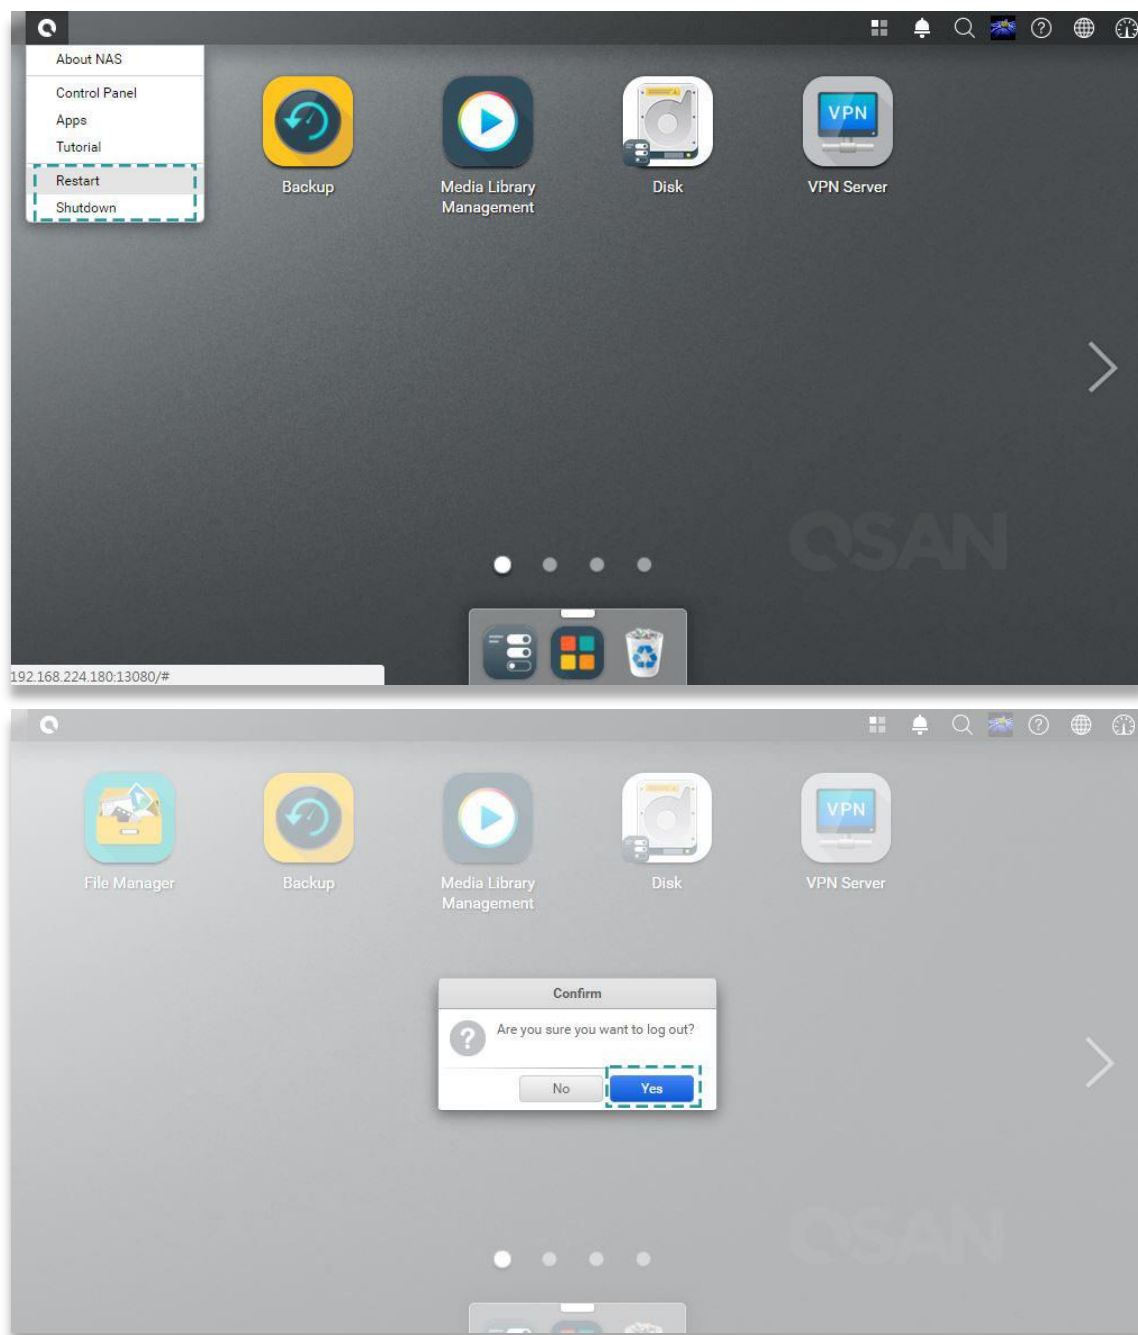 About NAS
Control Panel
Apps
Tutorial
Restart
Shutdown
Backup
Media Library
Management
Disk
VPN
VPN Server
QSAN
192.168.224.180:13080/#
File Manager
Backup
Media Library
Management
Disk
VPN
VPN Server
Confirm
Are you sure you want to log out?
No
Yes
QSAN